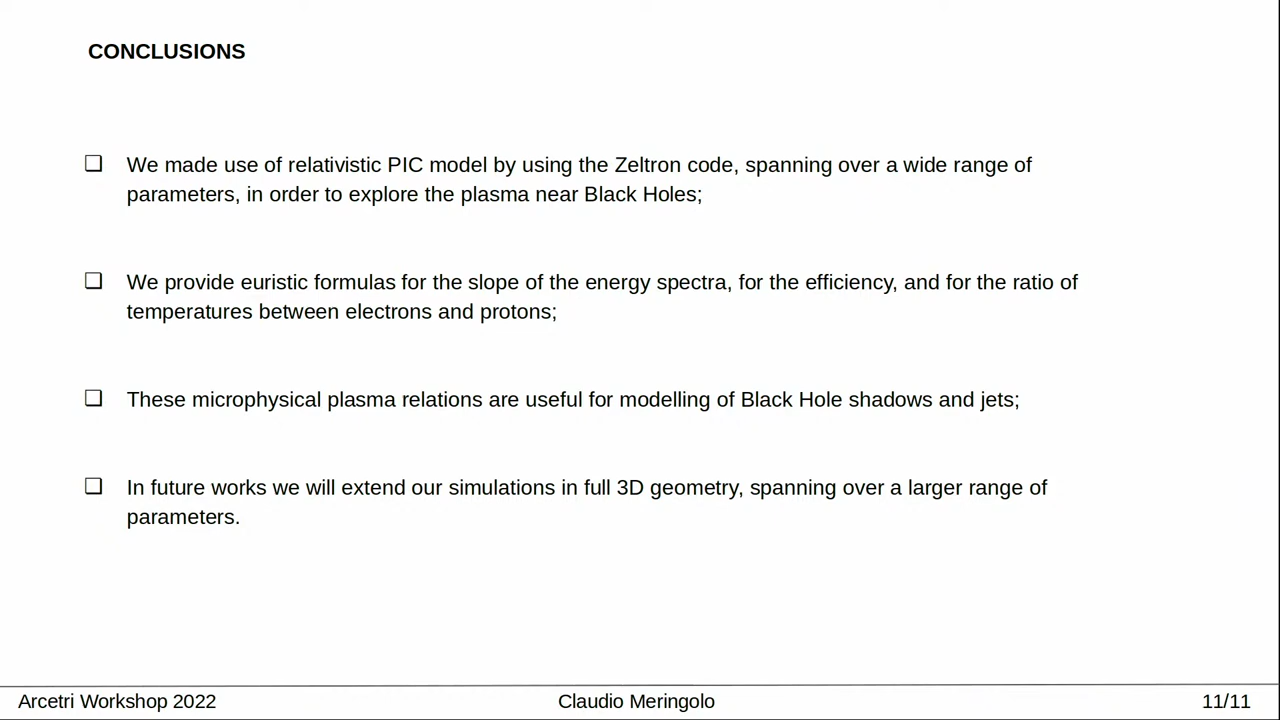 CONCLUSIONS
❏ We made use of relativistic PIC model by using the Zeltron code, spanning over a wide range of
parameters, in order to explore the plasma near Black Holes;
❏ We provide euristic formulas for the slope of the energy spectra, for the efficiency, and for the ratio of
temperatures between electrons and protons;
❏ These microphysical plasma relations are useful for modelling of Black Hole shadows and jets;
❏ In future works we will extend our simulations in full 3D geometry, spanning over a larger range of
parameters.
Arcetri Workshop 2022
Claudio Meringolo
11/11